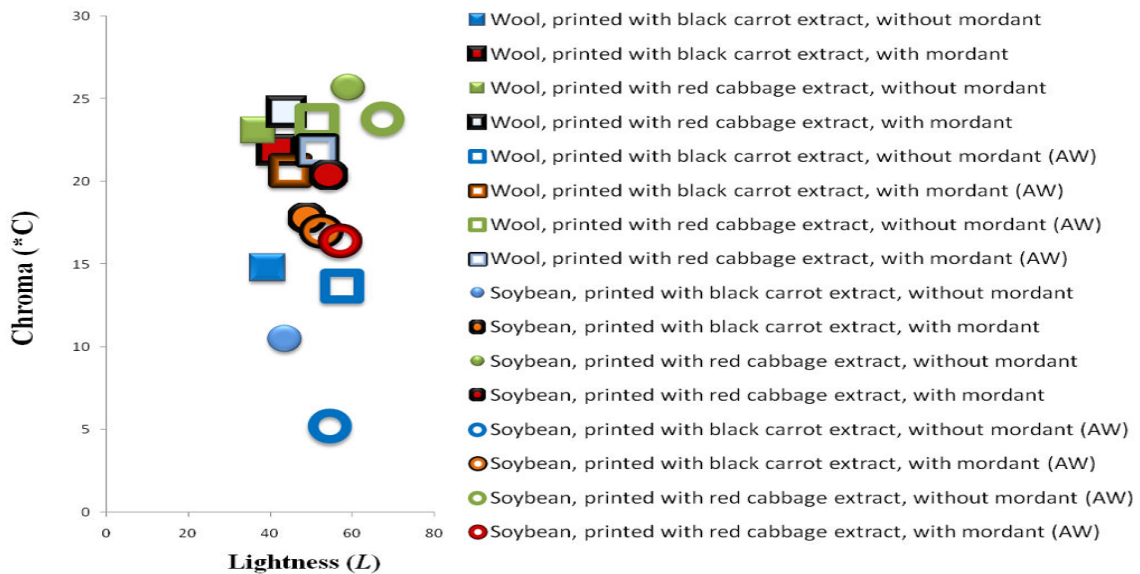 30
25
20
15
10
5
0
0 20 40 60 80
Chroma (*C)
Lightness (L)
Wool, printed with black carrot extract, without mordant
Wool, printed with black carrot extract, with mordant
Wool, printed with red cabbage extract, without mordant
Wool, printed with red cabbage extract, with mordant
Wool, printed with black carrot extract, without mordant (AW)
Wool, printed with black carrot extract, with mordant (AW)
Wool, printed with red cabbage extract, without mordant (AW)
Wool, printed with red cabbage extract, with mordant (AW)
Soybean, printed with black carrot extract, without mordant
Soybean, printed with black carrot extract, with mordant
Soybean, printed with red cabbage extract, without mordant
Soybean, printed with red cabbage extract, with mordant
Soybean, printed with black carrot extract, without mordant (AW)
Soybean, printed with black carrot extract, with mordant (AW)
Soybean, printed with red cabbage extract, without mordant (AW)
Soybean, printed with red cabbage extract, with mordant (AW)